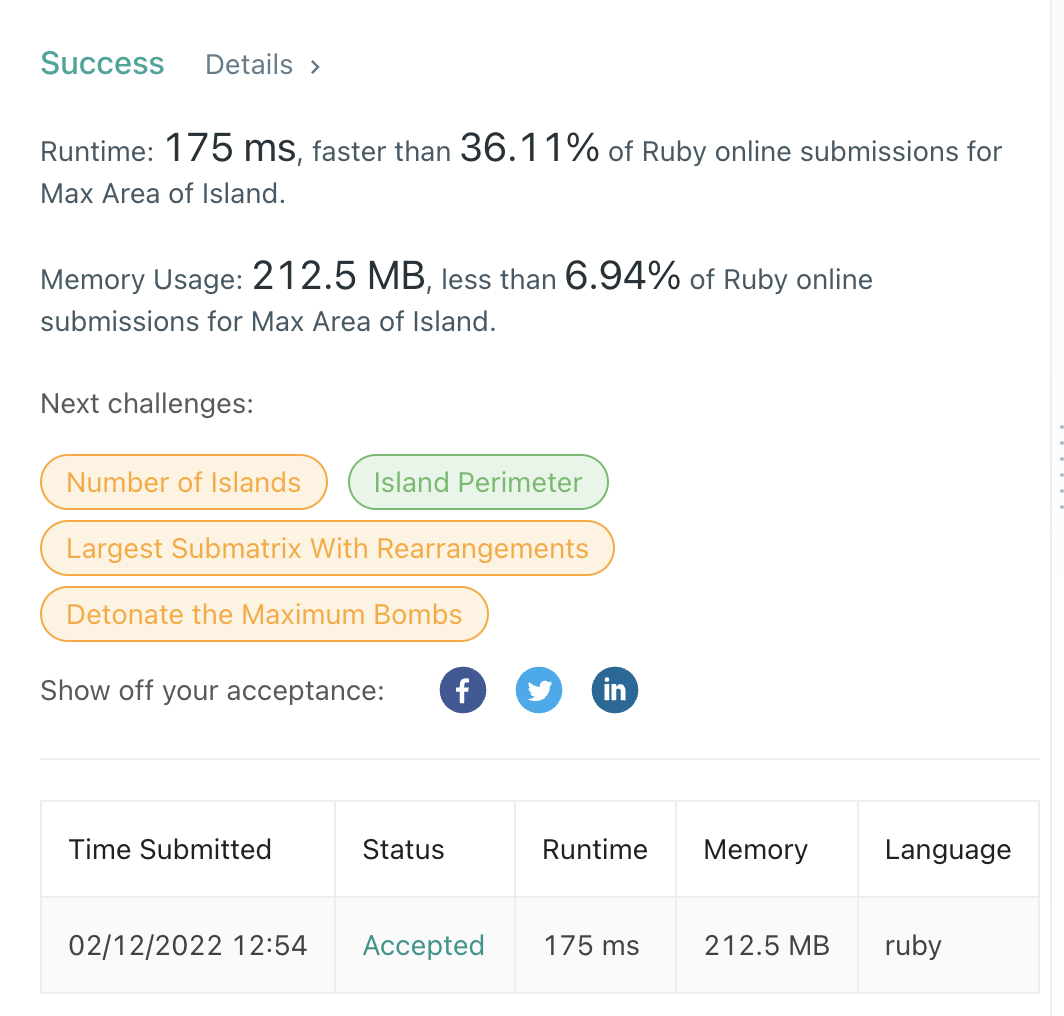 Success Details >
Runtime: 175 ms, faster than 36.11% of Ruby online submissions for
Max Area of Island.
Memory Usage: 212.5 MB, less than 6.94% of Ruby online
submissions for Max Area of Island.
Next challenges:
Number of Islands Island Perimeter
Largest Submatrix With Rearrangements
Detonate the Maximum Bombs
Show off your acceptance: f in
Time Submitted Status Runtime Memory Language
02/12/2022 12:54 Accepted 175 ms 212.5 MB ruby